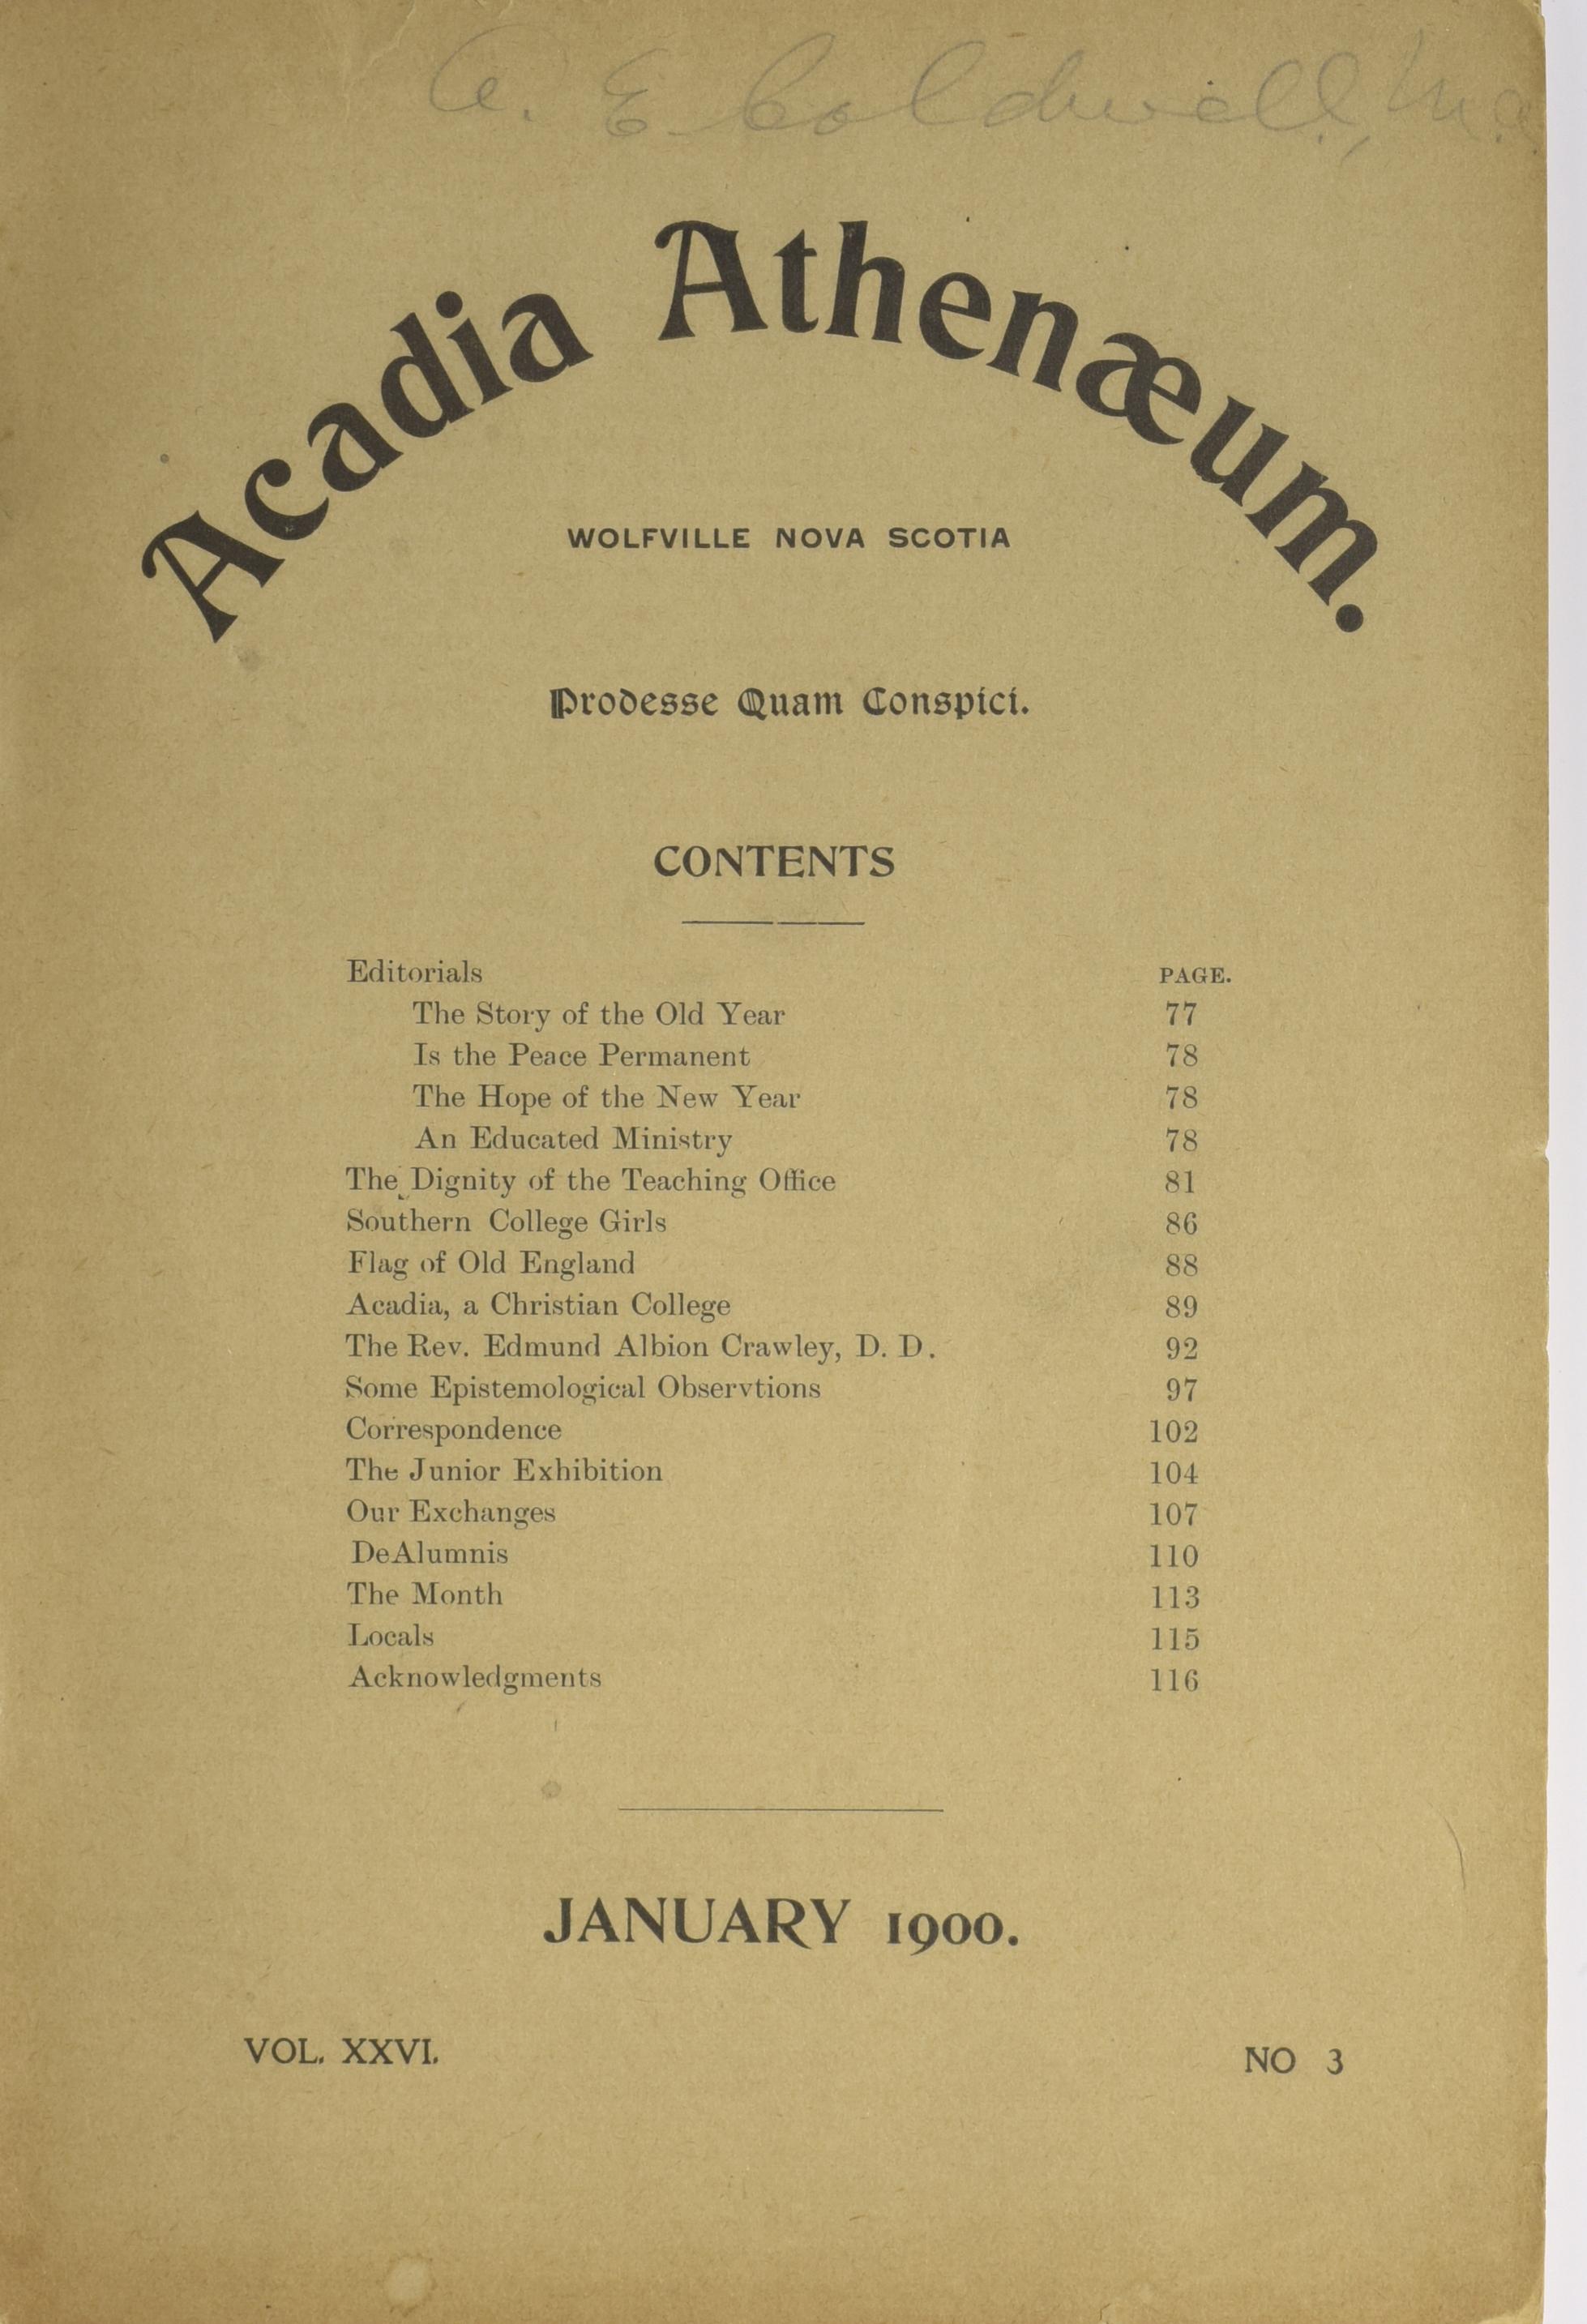 A. E. Coldwell, M.A.
Acadia Athenæum.
WOLFVILLE NOVA SCOTIA
Prodesse Quam Conspici.
CONTENTS
Editorials PAGE.
The Story of the Old Year 77
Is the Peace Permanent 78
The Hope of the New Year 78
An Educated Ministry 78
The Dignity of the Teaching Office 81
Southern College Girls 86
Flag of Old England 88
Acadia, a Christian College 89
The Rev. Edmund Albion Crawley, D. D. 92
Some Epistemological Observtions 97
Correspondence 102
The Junior Exhibition 104
Our Exchanges 107
DeAlumnis 110
The Month 113
Locals 115
Acknowledgments 116
JANUARY 1900.
VOL. XXVI. NO 3